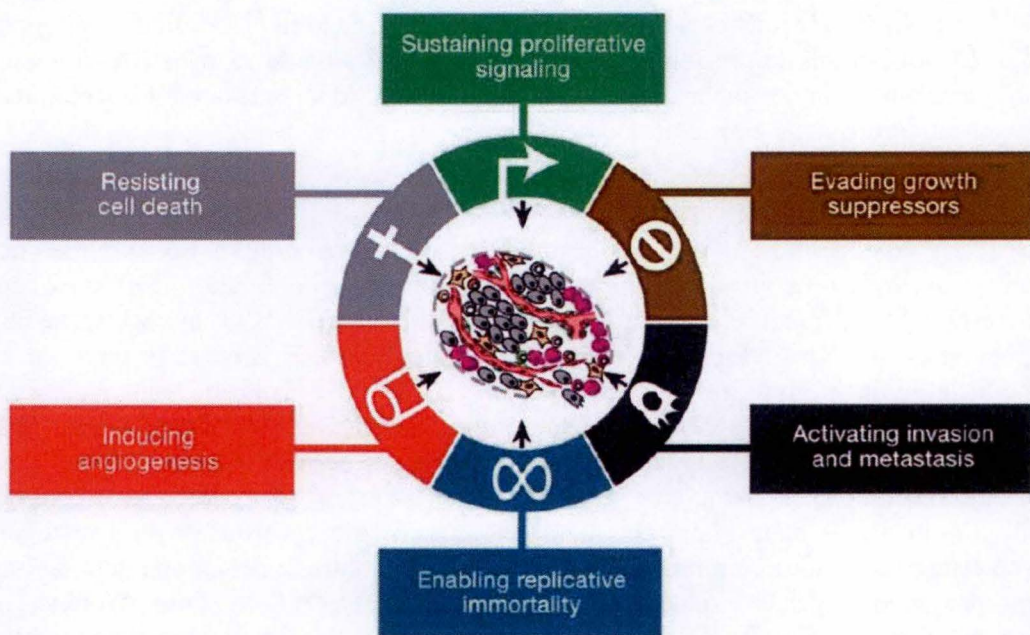 Sustaining proliferative
signaling
Resisting
cell death
Evading growth
suppressors
Inducing
angiogenesis
Activating invasion
and metastasis
Enabling replicative
immortality